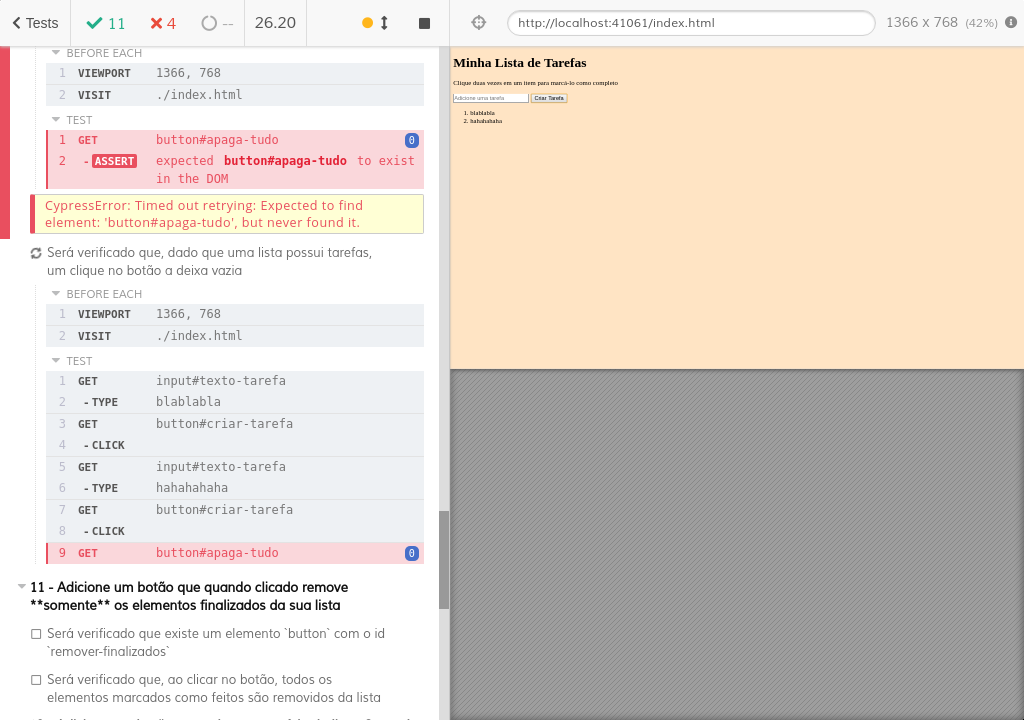 Tests
11
4
--
26.20
http://localhost:41061/index.html
1366 x 768 (42%)
BEFORE EACH
1 VIEWPORT 1366, 768
2 VISIT ./index.html
TEST
1 GET button#apaga-tudo 0
2 -ASSERT expected button#apaga-tudo to exist
in the DOM
CypressError: Timed out retrying: Expected to find
element: 'button#apaga-tudo', but never found it.
Será verificado que, dado que uma lista possui tarefas,
um clique no botão a deixa vazia
BEFORE EACH
1 VIEWPORT 1366, 768
2 VISIT ./index.html
TEST
1 GET input#texto-tarefa
2 -TYPE blablabla
3 GET button#criar-tarefa
4 -CLICK
5 GET input#texto-tarefa
6 -TYPE hahahahaha
7 GET button#criar-tarefa
8 -CLICK
9 GET button#apaga-tudo 0
11 - Adicione um botão que quando clicado remove
**somente** os elementos finalizados da sua lista
Será verificado que existe um elemento `button` com o id
`remover-finalizados`
Será verificado que, ao clicar no botão, todos os
elementos marcados como feitos são removidos da lista
Minha Lista de Tarefas
Clique duas vezes em um item para marcá-lo como completo
Adicione uma tarefa Criar Tarefa
1. blablabla
2. hahahahaha